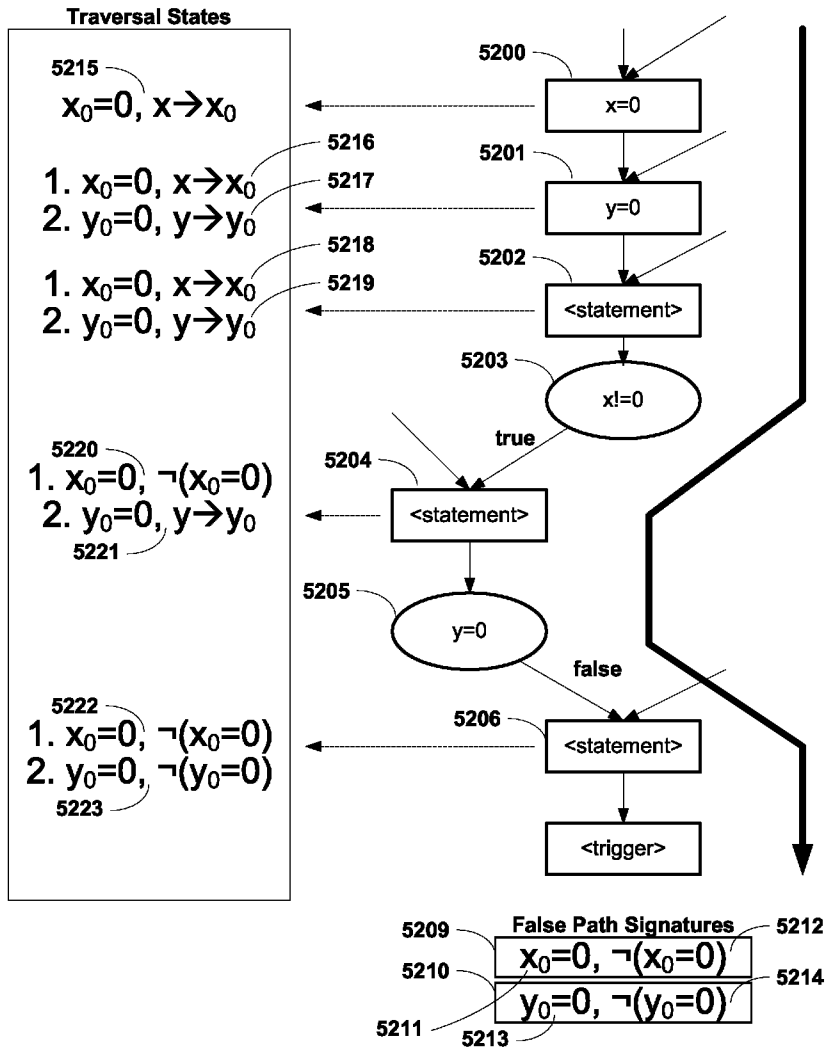 Traversal States
5215
x₀=0, x→x₀
5200
x=0
5216
1. x₀=0, x→x₀
5217
2. y₀=0, y→y₀
5201
y=0
5218
1. x₀=0, x→x₀
5219
2. y₀=0, y→y₀
5202
<statement>
5203
x!=0
true
5220
1. x₀=0, ¬(x₀=0)
2. y₀=0, y→y₀
5221
5204
<statement>
5205
y=0
false
5222
1. x₀=0, ¬(x₀=0)
2. y₀=0, ¬(y₀=0)
5223
5206
<statement>
<trigger>
False Path Signatures
5209
5212
x₀=0, ¬(x₀=0)
5210
5214
y₀=0, ¬(y₀=0)
5211
5213